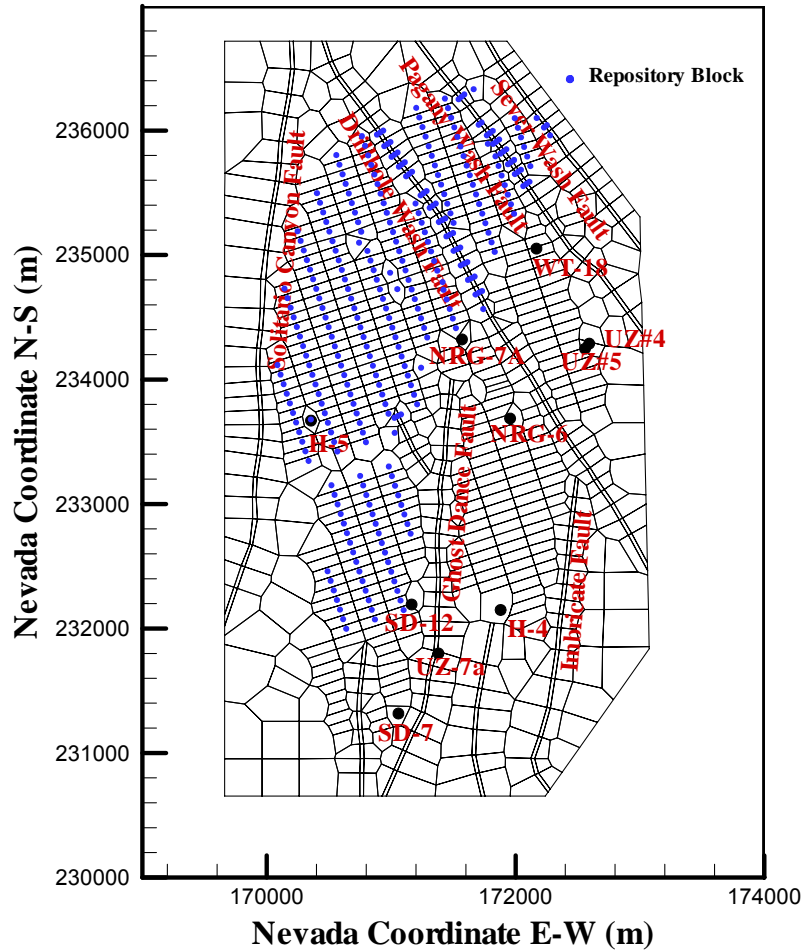 Repository Block
Pagany Wash Fault
Sever Wash Fault
Drillhole Wash Fault
Solitario Canyon Fault
WT-18
UZ#4
UZ#5
NRG-7A
NRG-6
H-5
Ghost Dance Fault
Imbricate Fault
SD-12
H-4
UZ-7a
SD-7
236000
235000
234000
233000
232000
231000
230000
170000
172000
174000
Nevada Coordinate N-S (m)
Nevada Coordinate E-W (m)